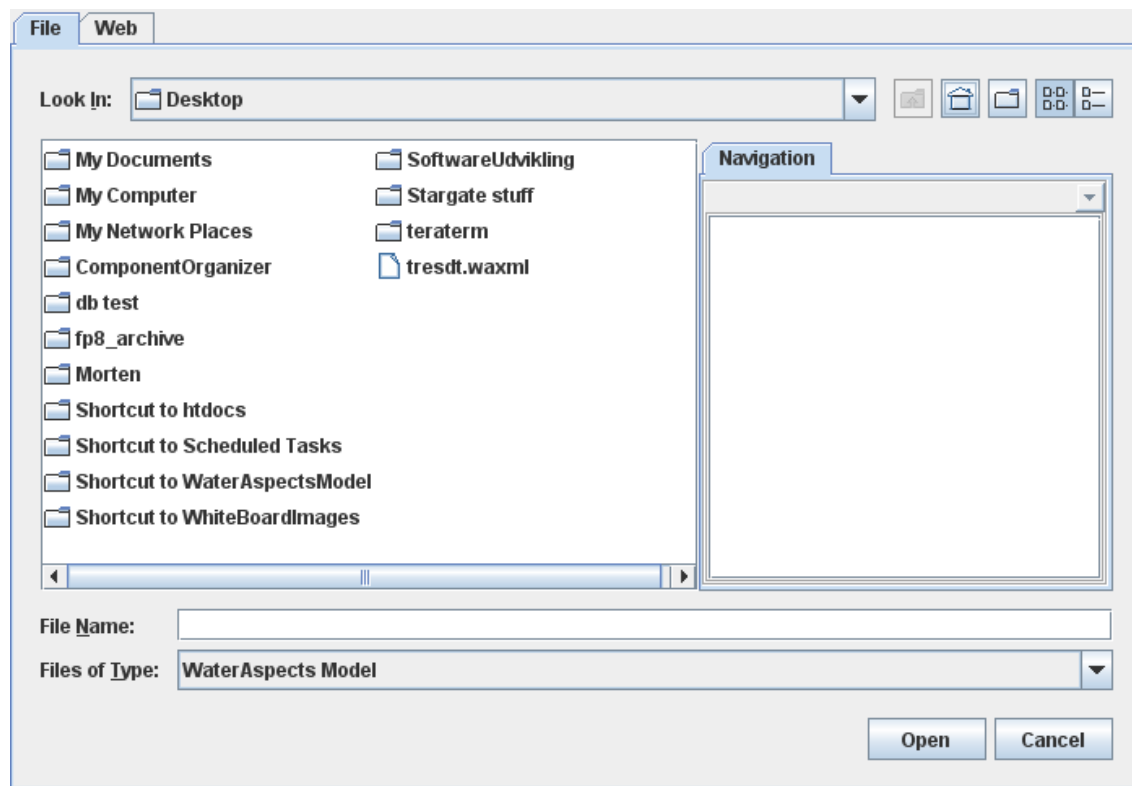 File
Web
Look In:
Desktop
My Documents
My Computer
My Network Places
ComponentOrganizer
db test
fp8_archive
Morten
Shortcut to htdocs
Shortcut to Scheduled Tasks
Shortcut to WaterAspectsModel
Shortcut to WhiteBoardImages
SoftwareUdvikling
Stargate stuff
teraterm
tresdt.waxml
Navigation
File Name:
Files of Type:
WaterAspects Model
Open
Cancel